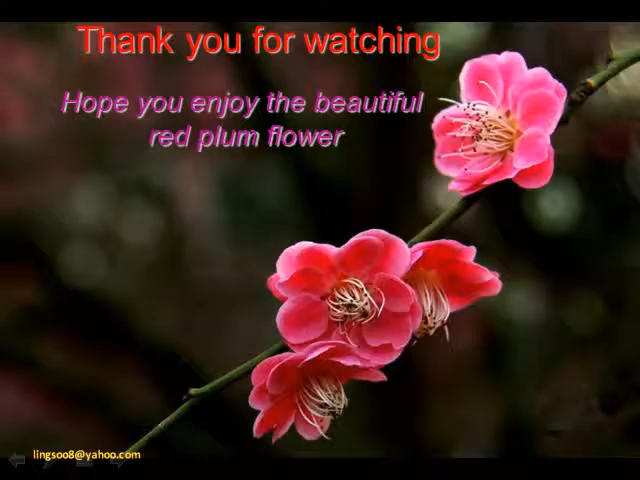 Thank you for watching
Hope you enjoy the beautiful
red plum flower
lingsoo8@yahoo.com